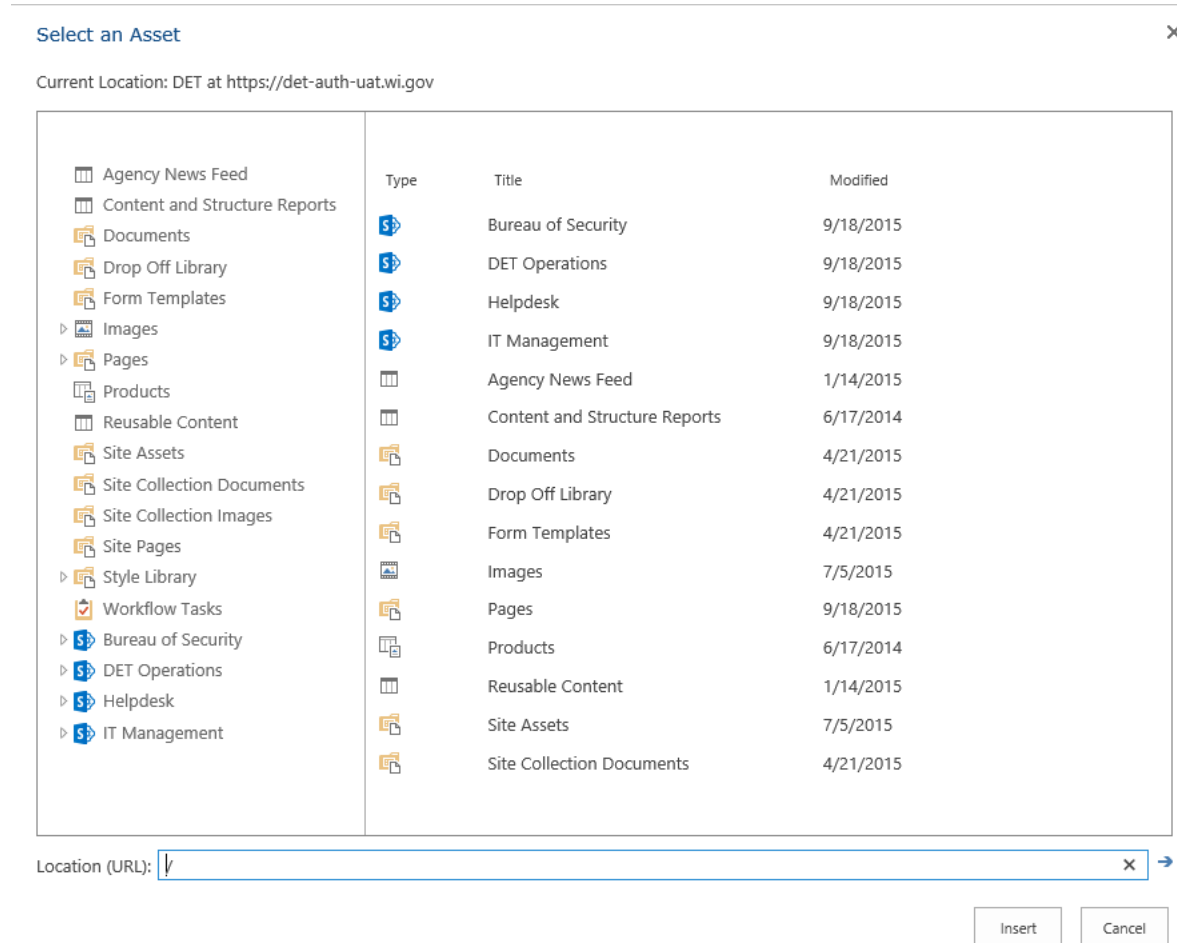 Select an Asset
Current Location: DET at https://det-auth-uat.wi.gov
Agency News Feed
Content and Structure Reports
Documents
Drop Off Library
Form Templates
Images
Pages
Products
Reusable Content
Site Assets
Site Collection Documents
Site Collection Images
Site Pages
Style Library
Workflow Tasks
Bureau of Security
DET Operations
Helpdesk
IT Management
Type Title Modified
Bureau of Security 9/18/2015
DET Operations 9/18/2015
Helpdesk 9/18/2015
IT Management 9/18/2015
Agency News Feed 1/14/2015
Content and Structure Reports 6/17/2014
Documents 4/21/2015
Drop Off Library 4/21/2015
Form Templates 4/21/2015
Images 7/5/2015
Pages 9/18/2015
Products 6/17/2014
Reusable Content 1/14/2015
Site Assets 7/5/2015
Site Collection Documents 4/21/2015
Location (URL): /
Insert Cancel